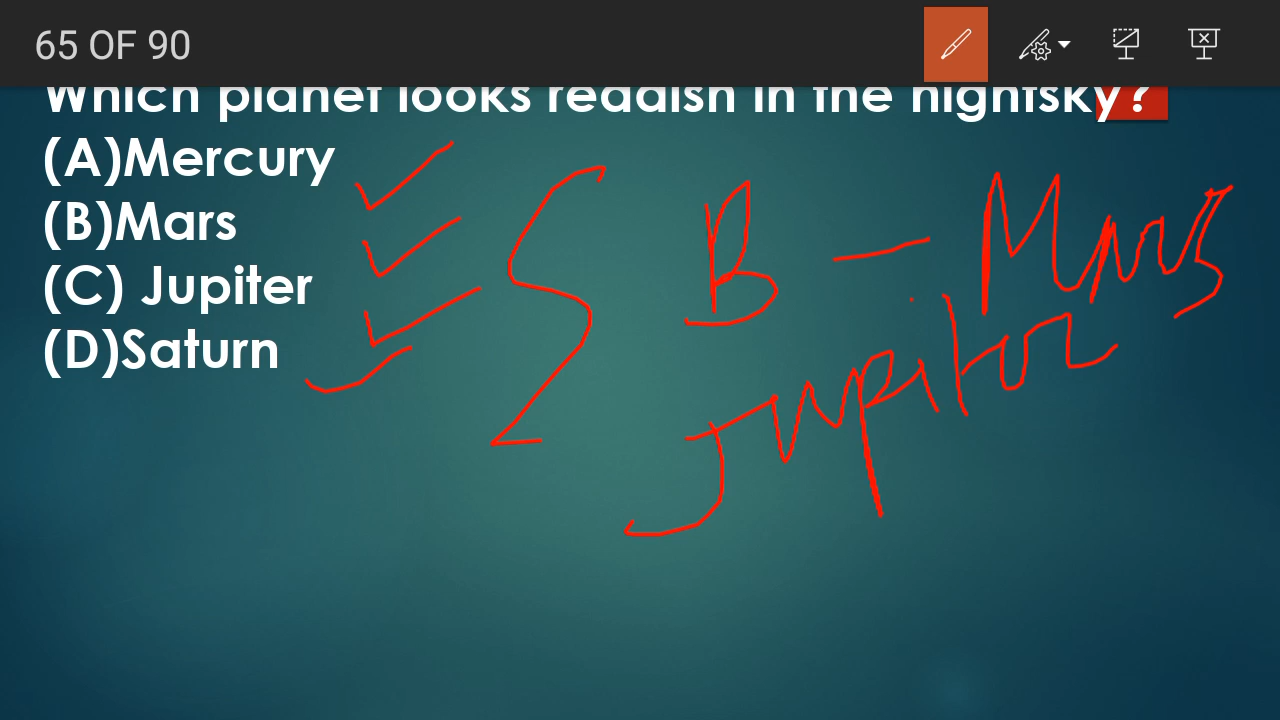 65 OF 90
Which planet looks reddish in the nightsky?
(A)Mercury
(B)Mars
(C) Jupiter
(D)Saturn
B — Mars
Jupiter